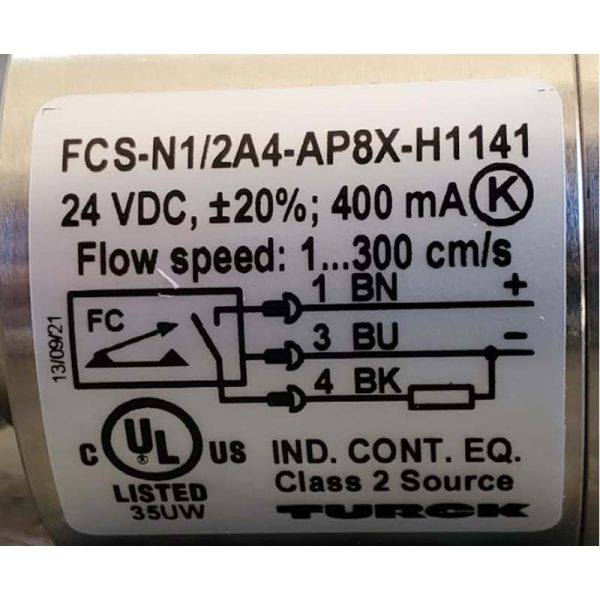 FCS-N1/2A4-AP8X-H1141
24 VDC, ±20%; 400 mA K
Flow speed: 1...300 cm/s
1 BN +
FC
3 BU -
4 BK
13/09/21
C UL US
®
LISTED
35UW
IND. CONT. EQ.
Class 2 Source
TURCK